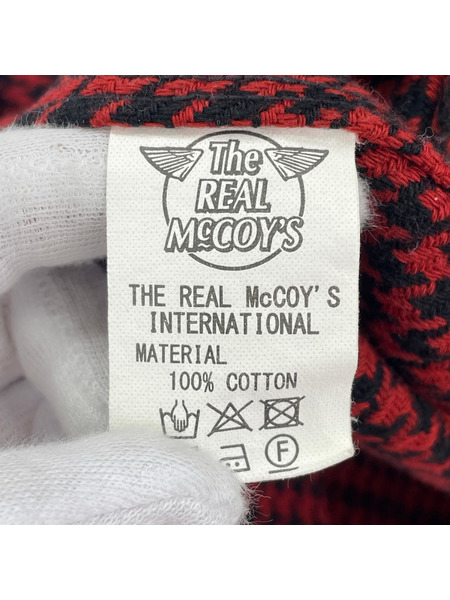 The
REAL
McCOY'S
THE REAL McCOY'S
INTERNATIONAL
MATERIAL
100% COTTON
F